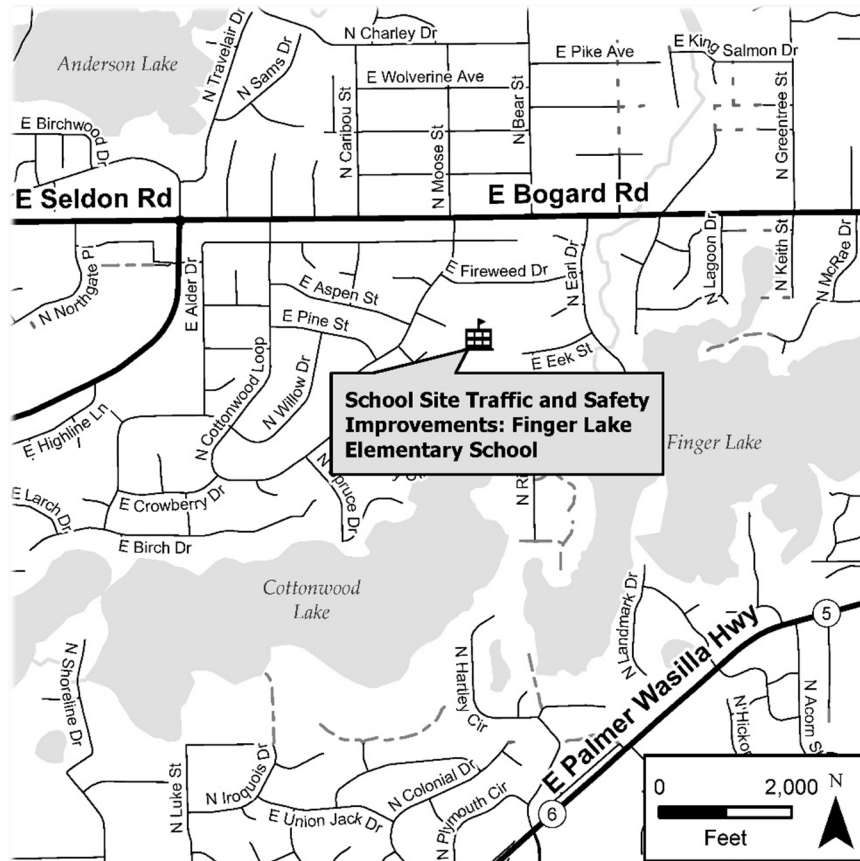 N Charley Dr
E Pike Ave
E King Salmon Dr
Anderson Lake
N Travelair Dr
N Sams Dr
E Wolverine Ave
N Caribou St
N Moose St
N Bear St
N Greentree St
E Birchwood Dr
E Seldon Rd
E Bogard Rd
N Northgate Pl
E Alder Dr
E Fireweed Dr
N Earl Dr
N Lagoon Dr
N Keith St
N McRae Dr
E Aspen St
E Pine St
E Eek St
N Cottonwood Loop
N Willow Dr
School Site Traffic and Safety
Improvements: Finger Lake
Elementary School
Finger Lake
E Highline Ln
E Larch Dr
E Crowberry Dr
E Birch Dr
N Ri
Cottonwood
Lake
N Shoreline Dr
N Hartley Cir
N Landmark Dr
E Palmer Wasilla Hwy
5
N Hickor
N Acorn St
N Luke St
N Iroquois Dr
E Union Jack Dr
N Colonial Dr
N Plymouth Cir
6
0 2,000
Feet
N